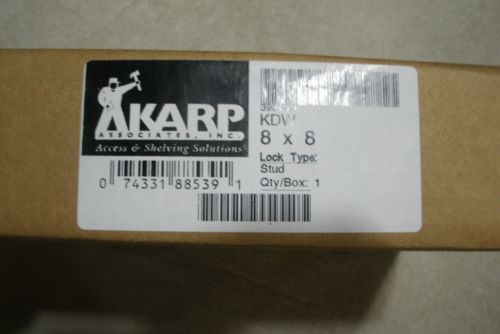 KARP
ASSOCIATES, INC.
Access & Shelving Solutions
0 74331 88539 1
KDW
8 x 8
Lock Type:
Stud
Qty/Box: 1